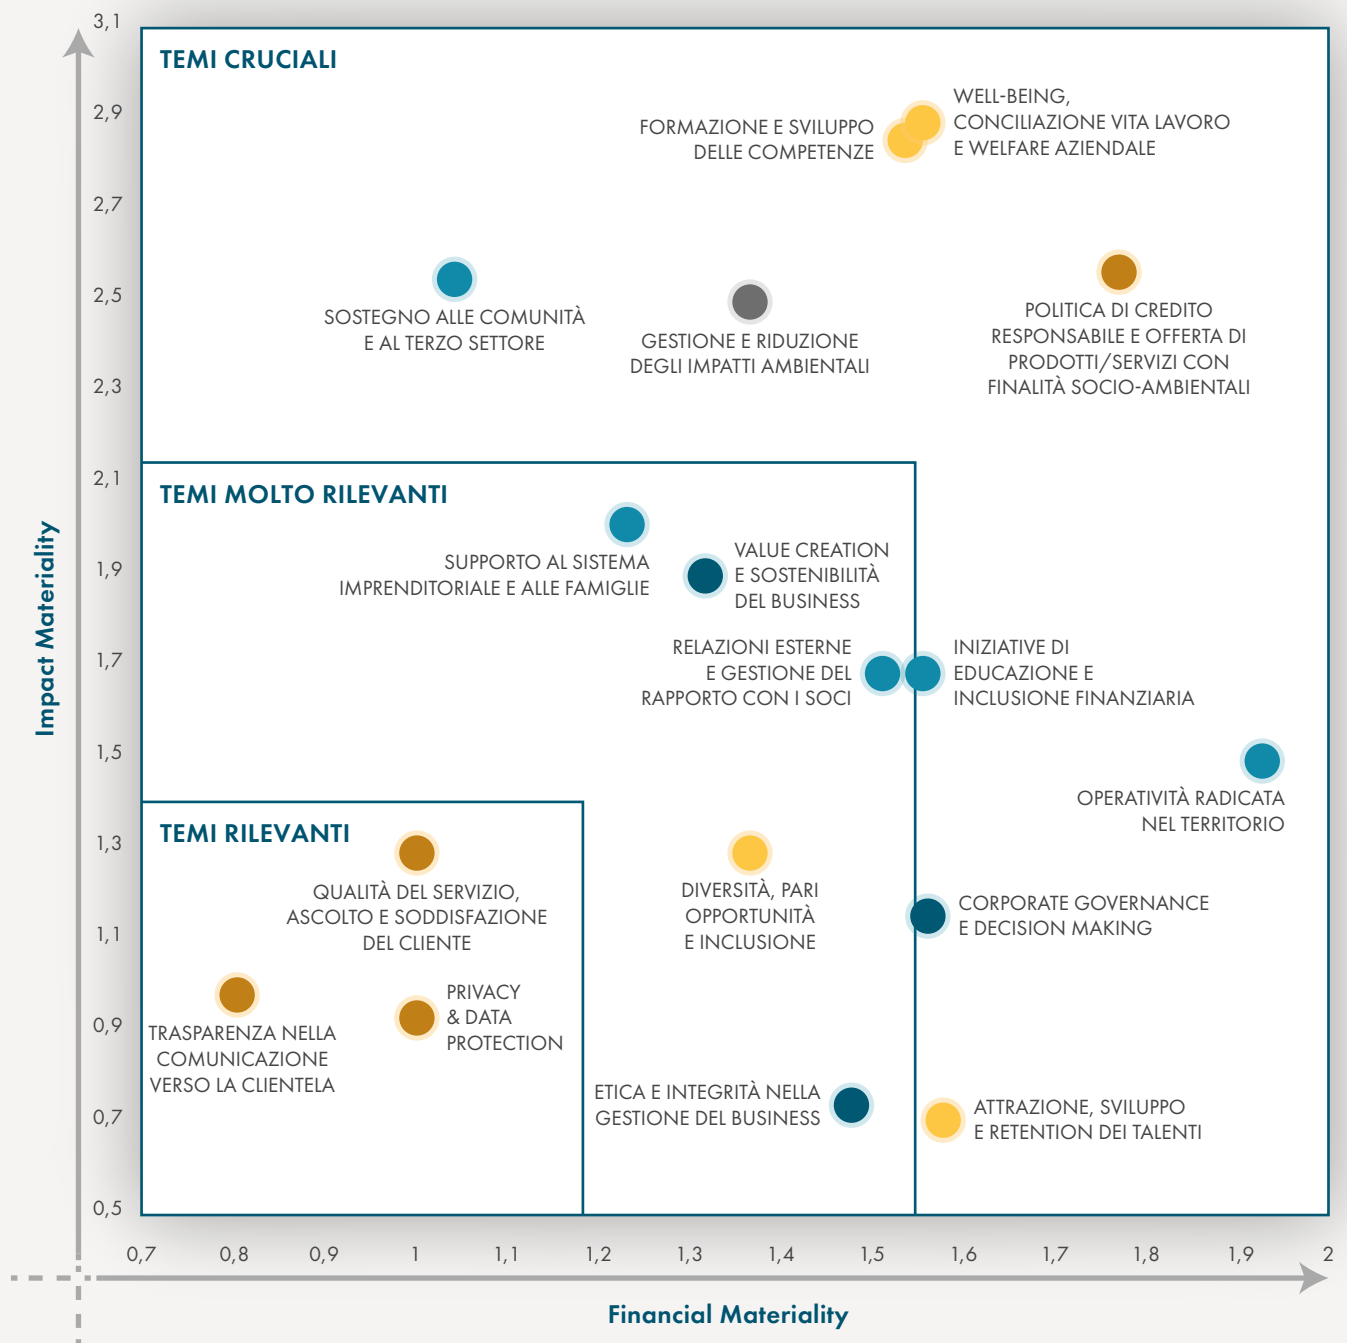 3,1
TEMI CRUCIALI
2,9
WELL-BEING,
CONCILIAZIONE VITA LAVORO
E WELFARE AZIENDALE
FORMAZIONE E SVILUPPO
DELLE COMPETENZE
2,7
2,5
SOSTEGNO ALLE COMUNITÀ
E AL TERZO SETTORE
GESTIONE E RIDUZIONE
DEGLI IMPATTI AMBIENTALI
POLITICA DI CREDITO
RESPONSABILE E OFFERTA DI
PRODOTTI/SERVIZI CON
FINALITÀ SOCIO-AMBIENTALI
2,3
2,1
TEMI MOLTO RILEVANTI
SUPPORTO AL SISTEMA
IMPRENDITORIALE E ALLE FAMIGLIE
1,9
VALUE CREATION
E SOSTENIBILITÀ
DEL BUSINESS
Impact Materiality
1,7
RELAZIONI ESTERNE
E GESTIONE DEL
RAPPORTO CON I SOCI
INIZIATIVE DI
EDUCAZIONE E
INCLUSIONE FINANZIARIA
1,5
OPERATIVITÀ RADICATA
NEL TERRITORIO
TEMI RILEVANTI
1,3
QUALITÀ DEL SERVIZIO,
ASCOLTO E SODDISFAZIONE
DEL CLIENTE
DIVERSITÀ, PARI
OPPORTUNITÀ
E INCLUSIONE
CORPORATE GOVERNANCE
E DECISION MAKING
1,1
PRIVACY
& DATA
PROTECTION
0,9
TRASPARENZA NELLA
COMUNICAZIONE
VERSO LA CLIENTELA
ETICA E INTEGRITÀ NELLA
GESTIONE DEL BUSINESS
ATTRAZIONE, SVILUPPO
E RETENTION DEI TALENTI
0,7
0,5
0,7 0,8 0,9 1 1,1 1,2 1,3 1,4 1,5 1,6 1,7 1,8 1,9 2
Financial Materiality